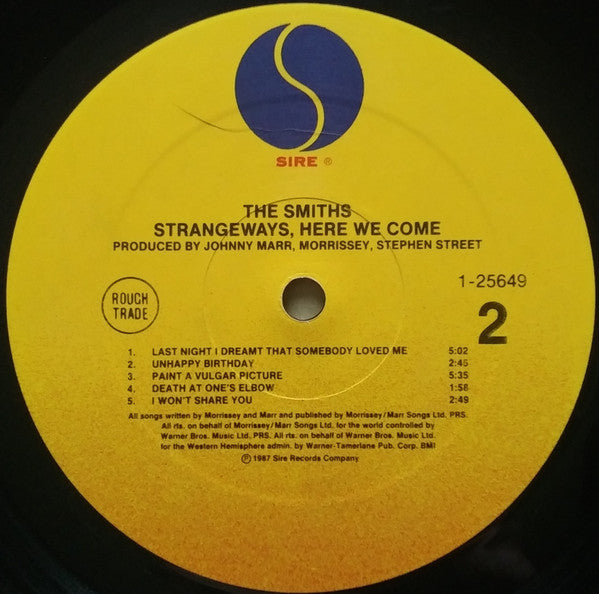 SIRE ®
THE SMITHS
STRANGEWAYS, HERE WE COME
PRODUCED BY JOHNNY MARR, MORRISSEY, STEPHEN STREET
1-25649
ROUGH
TRADE
2
1. LAST NIGHT I DREAMT THAT SOMEBODY LOVED ME 5:02
2. UNHAPPY BIRTHDAY 2:45
3. PAINT A VULGAR PICTURE 5:35
4. DEATH AT ONE'S ELBOW 1:58
5. I WON'T SHARE YOU 2:49
All songs written by Morrissey and Marr and published by Morrissey/Marr Songs Ltd. PRS.
All rts. on behalf of Morrissey/Marr Songs Ltd. for the world controlled by
Warner Bros. Music Ltd. PRS. All rts. on behalf of Warner Bros. Music Ltd.
for the Western Hemisphere admin. by Warner-Tamerlane Pub. Corp. BMI
℗ 1987 Sire Records Company